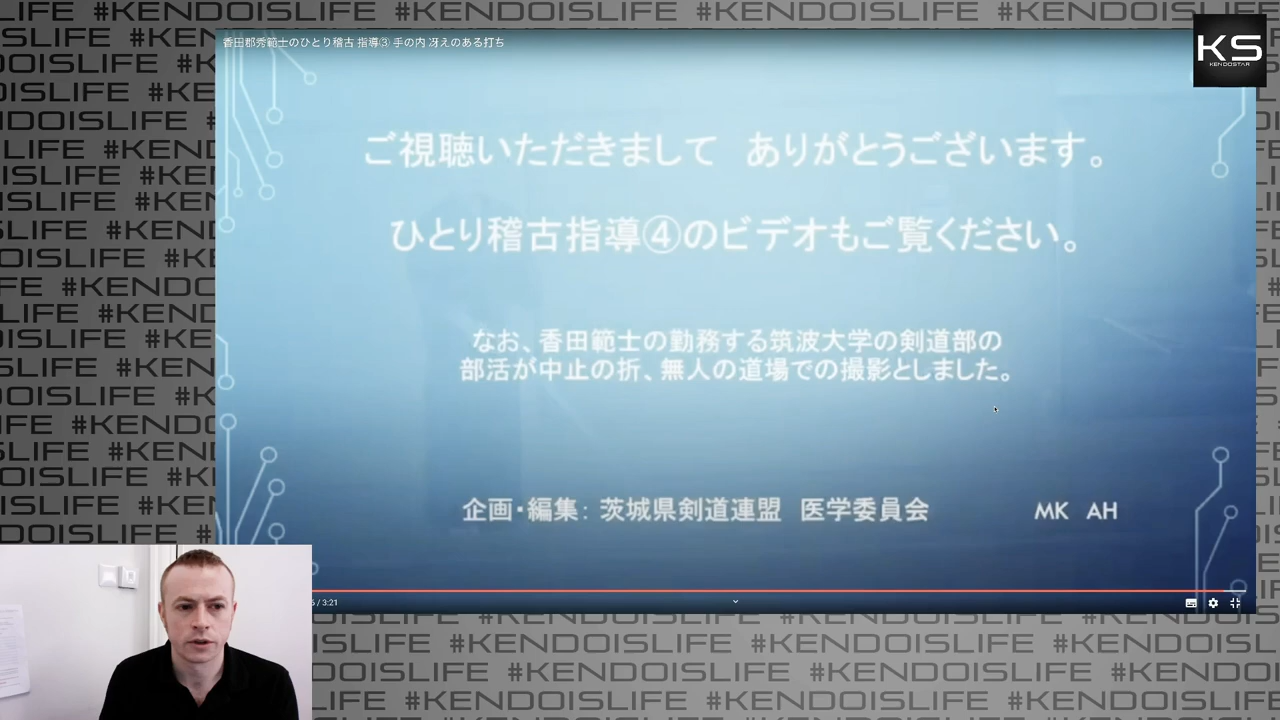 #KENDOISLIFE #KENDOISLIFE #KENDOISLIFE #KENDOISLIFE
KS
KENDOSTAR
香田郡秀範士のひとり稽古 指導③ 手の内 冴えのある打ち
ご視聴いただきまして ありがとうございます。
ひとり稽古指導④のビデオもご覧ください。
なお、香田範士の勤務する筑波大学の剣道部の
部活が中止の折、無人の道場での撮影としました。
企画・編集: 茨城県剣道連盟 医学委員会 MK AH
/ 3:21
#KENDOISLIFE #KENDOISLIFE #KENDOISLIFE